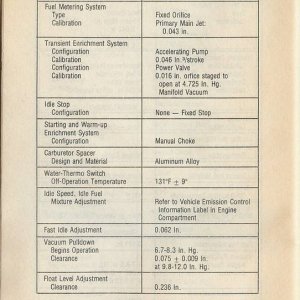 Fuel Metering System
Type Fixed Orifice
Calibration Primary Main Jet:
0.043 in.
Transient Enrichment System
Configuration Accelerating Pump
Calibration 0.046 in.³/stroke
Configuration Power Valve
Calibration 0.016 in. orfice staged to
open at 4.725 in. Hg.
Manifold Vacuum
Idle Stop
Configuration None — Fixed Stop
Starting and Warm-up
Enrichment System
Configuration Manual Choke
Carburetor Spacer
Design and Material Aluminum Alloy
Water-Thermo Switch
Off-Operation Temperature 131°F ± 9°
Idle Speed, Idle Fuel
Mixture Adjustment Refer to Vehicle Emission Control
Information Label in Engine
Compartment
Fast Idle Adjustment 0.062 in.
Vacuum Pulldown
Begins Operation 6.7-8.3 in. Hg.
Clearance 0.075 ± 0.009 in.
at 9.8-12.0 in. Hg.
Float Level Adjustment
Clearance 0.236 in.